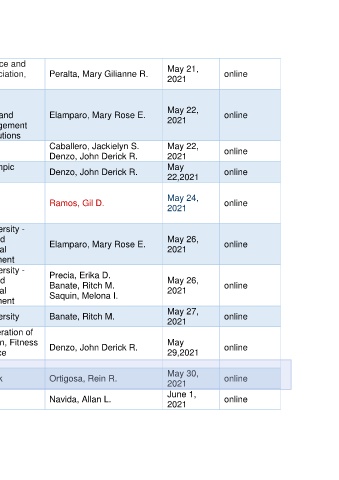 ce and
ciation,
Peralta, Mary Gilianne R.
May 21,
2021
online
and
gement
utions
Elamparo, Mary Rose E.
May 22,
2021
online
Caballero, Jackielyn S.
Denzo, John Derick R.
May 22,
2021
online
mpic
Denzo, John Derick R.
May
22,2021
online
Ramos, Gil D.
May 24,
2021
online
ersity -
d
al
ment
Elamparo, Mary Rose E.
May 26,
2021
online
ersity -
d
al
ment
Precia, Erika D.
Banate, Ritch M.
Saquin, Melona I.
May 26,
2021
online
ersity
Banate, Ritch M.
May 27,
2021
online
eration of
n, Fitness
ce
Denzo, John Derick R.
May
29,2021
online
k
Ortigosa, Rein R.
May 30,
2021
online
Navida, Allan L.
June 1,
2021
online